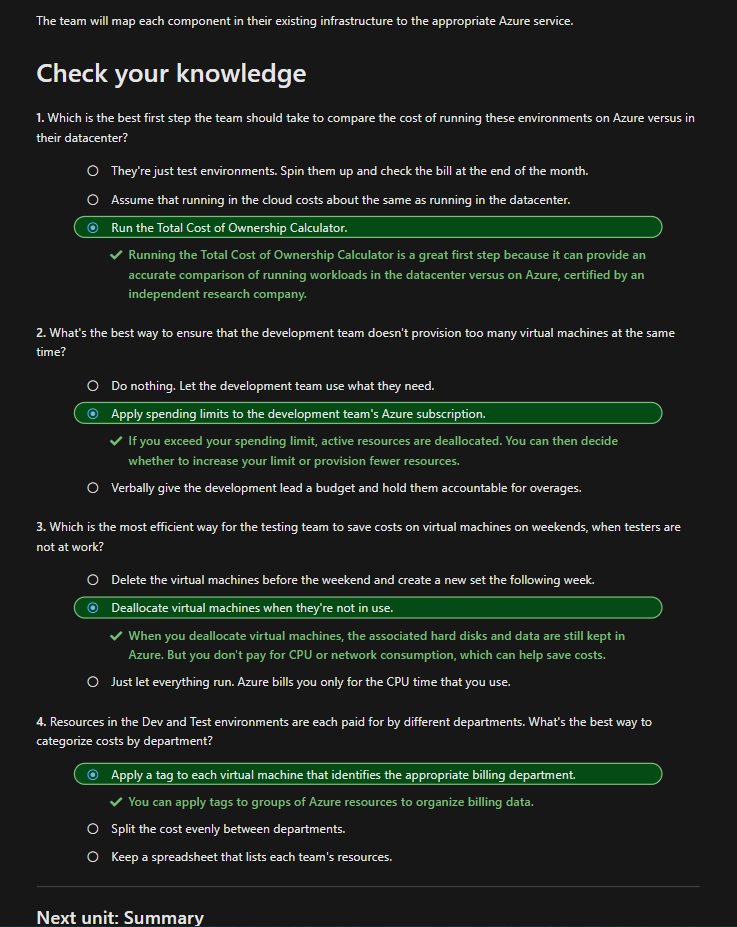 The team will map each component in their existing infrastructure to the appropriate Azure service.
Check your knowledge
1. Which is the best first step the team should take to compare the cost of running these environments on Azure versus in
their datacenter?
They're just test environments. Spin them up and check the bill at the end of the month.
Assume that running in the cloud costs about the same as running in the datacenter.
Run the Total Cost of Ownership Calculator.
Running the Total Cost of Ownership Calculator is a great first step because it can provide an
accurate comparison of running workloads in the datacenter versus on Azure, certified by an
independent research company.
2. What's the best way to ensure that the development team doesn't provision too many virtual machines at the same
time?
Do nothing. Let the development team use what they need.
Apply spending limits to the development team's Azure subscription.
If you exceed your spending limit, active resources are deallocated. You can then decide
whether to increase your limit or provision fewer resources.
Verbally give the development lead a budget and hold them accountable for overages.
3. Which is the most efficient way for the testing team to save costs on virtual machines on weekends, when testers are
not at work?
Delete the virtual machines before the weekend and create a new set the following week.
Deallocate virtual machines when they're not in use.
When you deallocate virtual machines, the associated hard disks and data are still kept in
Azure. But you don't pay for CPU or network consumption, which can help save costs.
Just let everything run. Azure bills you only for the CPU time that you use.
4. Resources in the Dev and Test environments are each paid for by different departments. What's the best way to
categorize costs by department?
Apply a tag to each virtual machine that identifies the appropriate billing department.
You can apply tags to groups of Azure resources to organize billing data.
Split the cost evenly between departments.
Keep a spreadsheet that lists each team's resources.
Next unit: Summary